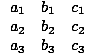 a₁ b₁ c₁
a₂ b₂ c₂
a₃ b₃ c₃